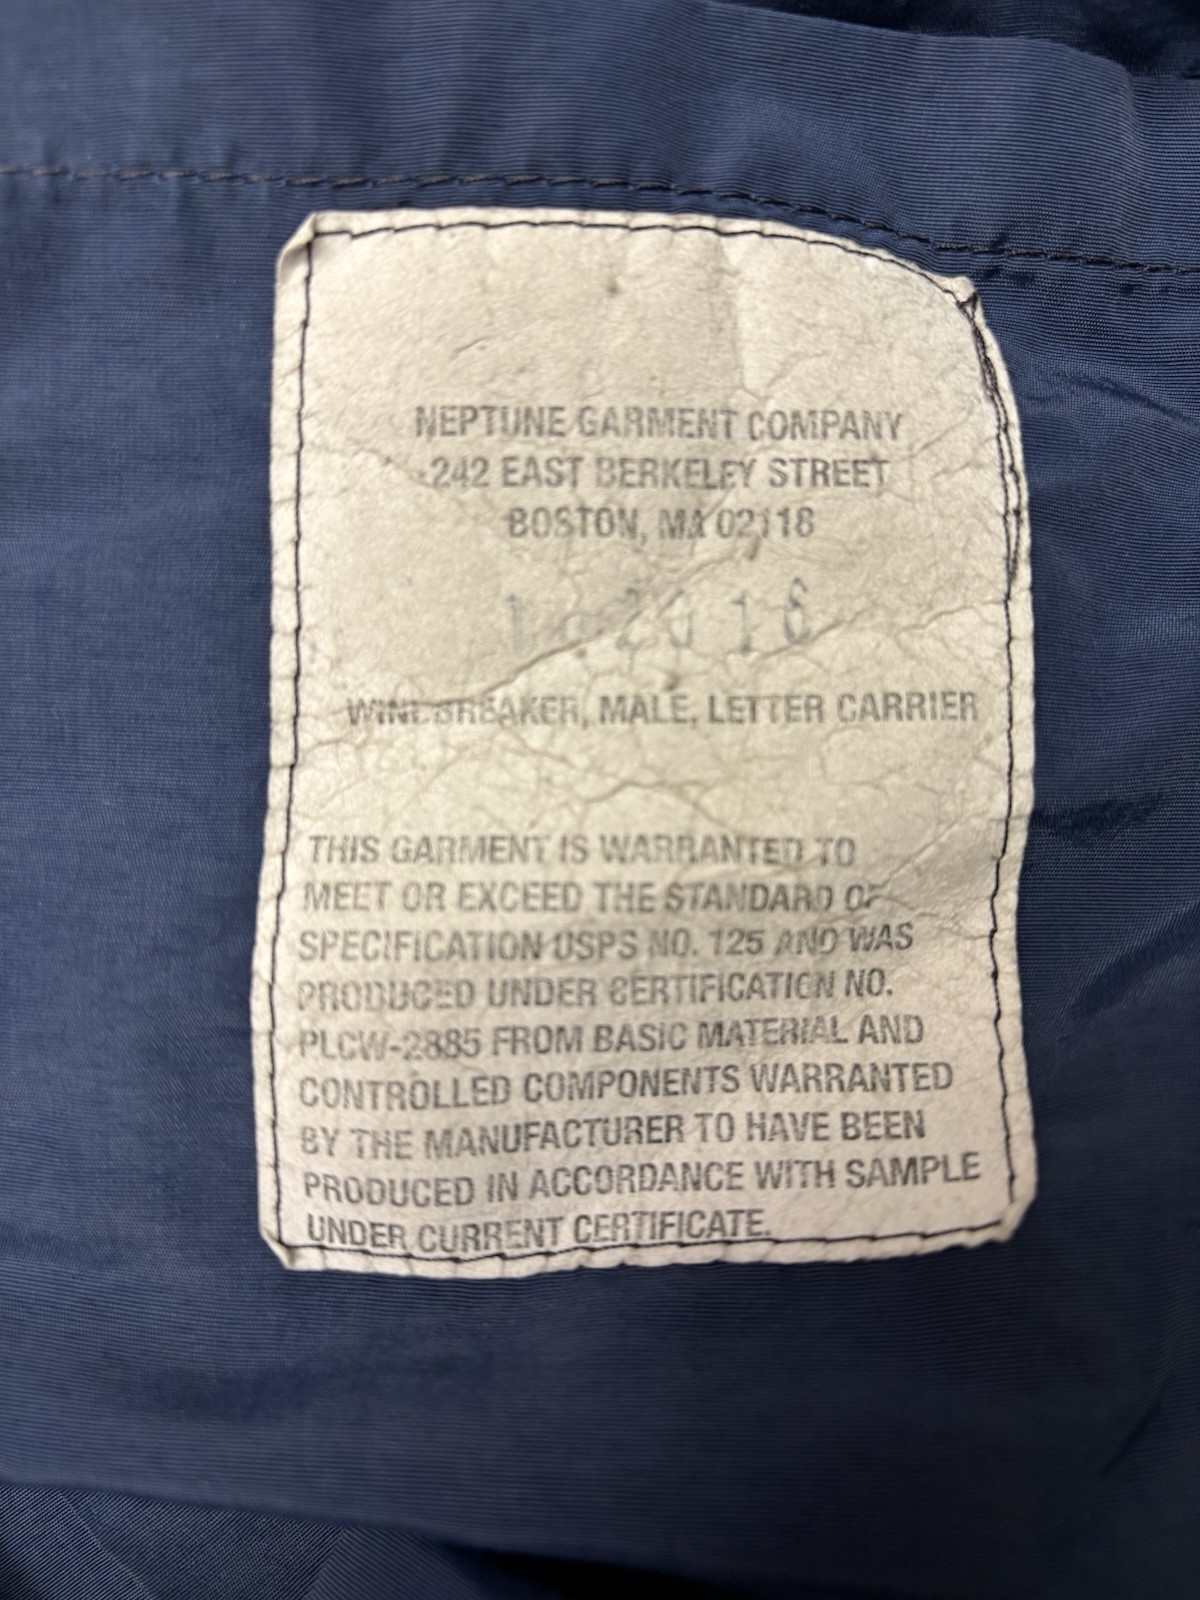 NEPTUNE GARMENT COMPANY
242 EAST BERKELEY STREET
BOSTON, MA 02118
WINDBREAKER, MALE, LETTER CARRIER
THIS GARMENT IS WARRANTED TO
MEET OR EXCEED THE STANDARD OF
SPECIFICATION USPS NO. 125 AND WAS
PRODUCED UNDER CERTIFICATION NO.
PLCW-2885 FROM BASIC MATERIAL AND
CONTROLLED COMPONENTS WARRANTED
BY THE MANUFACTURER TO HAVE BEEN
PRODUCED IN ACCORDANCE WITH SAMPLE
UNDER CURRENT CERTIFICATE.